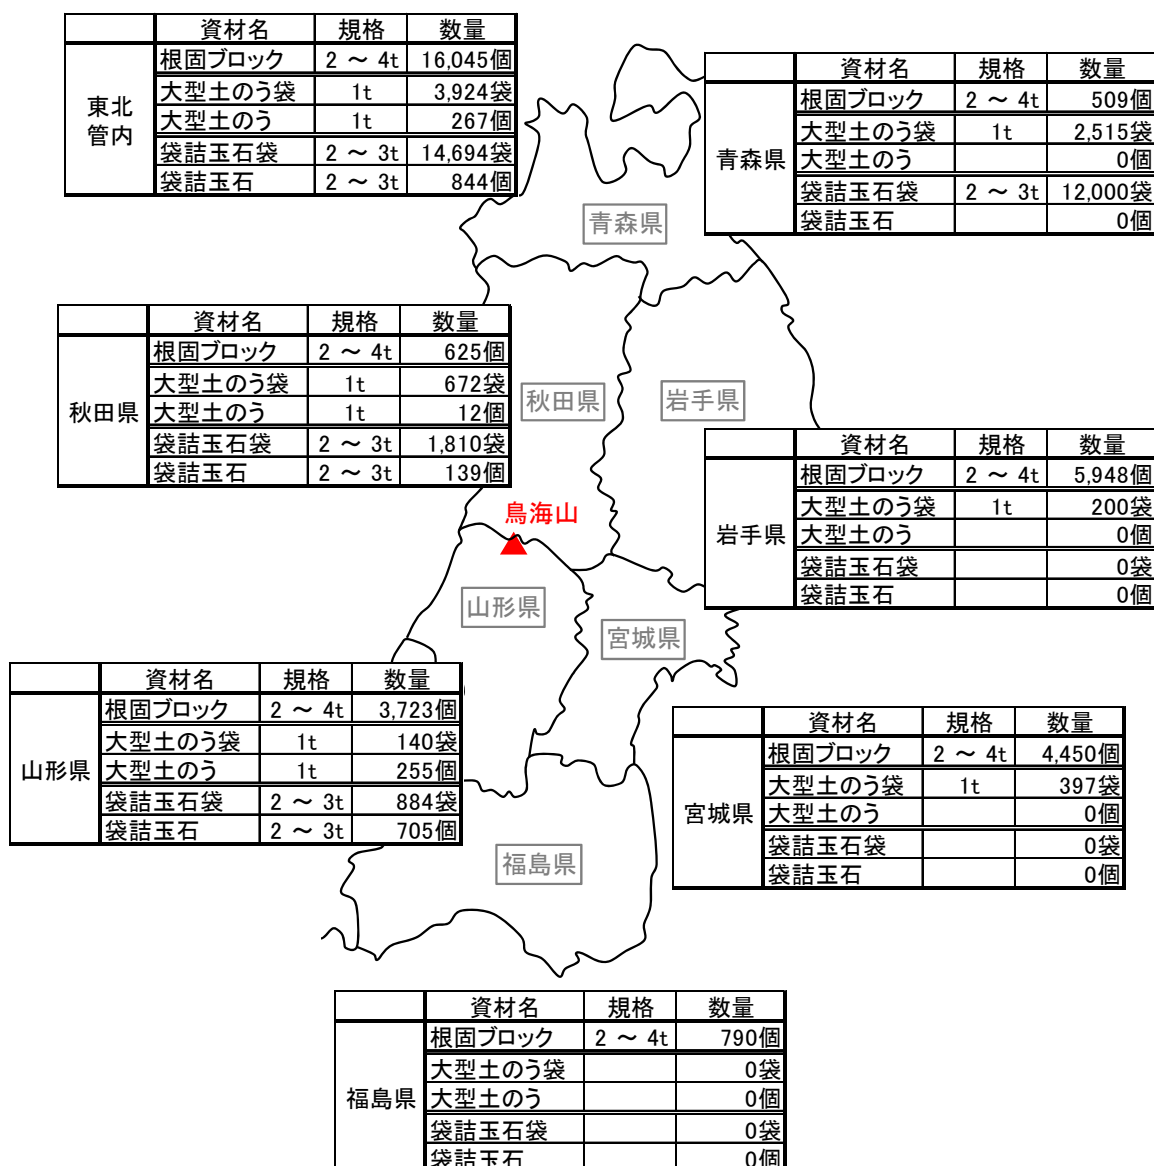 資材名 規格 数量
東北管内
根固ブロック 2 ~ 4t 16,045個
大型土のう袋 1t 3,924袋
大型土のう 1t 267個
袋詰玉石袋 2 ~ 3t 14,694袋
袋詰玉石 2 ~ 3t 844個
資材名 規格 数量
青森県
根固ブロック 2 ~ 4t 509個
大型土のう袋 1t 2,515袋
大型土のう 0個
袋詰玉石袋 2 ~ 3t 12,000袋
袋詰玉石 0個
青森県
資材名 規格 数量
秋田県
根固ブロック 2 ~ 4t 625個
大型土のう袋 1t 672袋
大型土のう 1t 12個
袋詰玉石袋 2 ~ 3t 1,810袋
袋詰玉石 2 ~ 3t 139個
秋田県
岩手県
資材名 規格 数量
岩手県
根固ブロック 2 ~ 4t 5,948個
大型土のう袋 1t 200袋
大型土のう 0個
袋詰玉石袋 0袋
袋詰玉石 0個
鳥海山
山形県
宮城県
資材名 規格 数量
山形県
根固ブロック 2 ~ 4t 3,723個
大型土のう袋 1t 140袋
大型土のう 1t 255個
袋詰玉石袋 2 ~ 3t 884袋
袋詰玉石 2 ~ 3t 705個
資材名 規格 数量
宮城県
根固ブロック 2 ~ 4t 4,450個
大型土のう袋 1t 397袋
大型土のう 0個
袋詰玉石袋 0袋
袋詰玉石 0個
福島県
資材名 規格 数量
福島県
根固ブロック 2 ~ 4t 790個
大型土のう袋 0袋
大型土のう 0個
袋詰玉石袋 0袋
袋詰玉石 0個